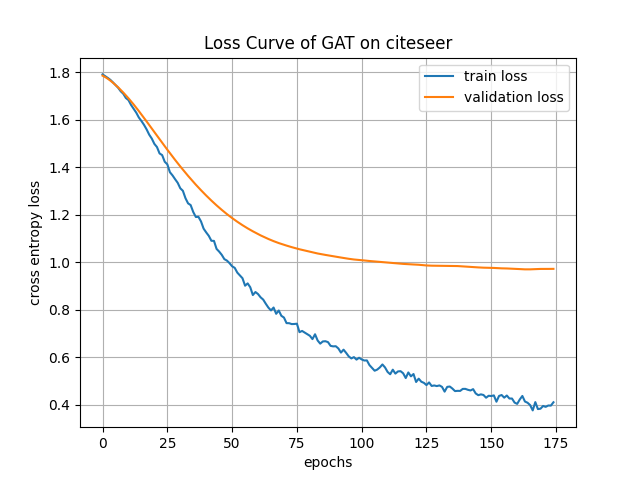 Loss Curve of GAT on citeseer
train loss
validation loss
cross entropy loss
1.8
1.6
1.4
1.2
1.0
0.8
0.6
0.4
0 25 50 75 100 125 150 175
epochs